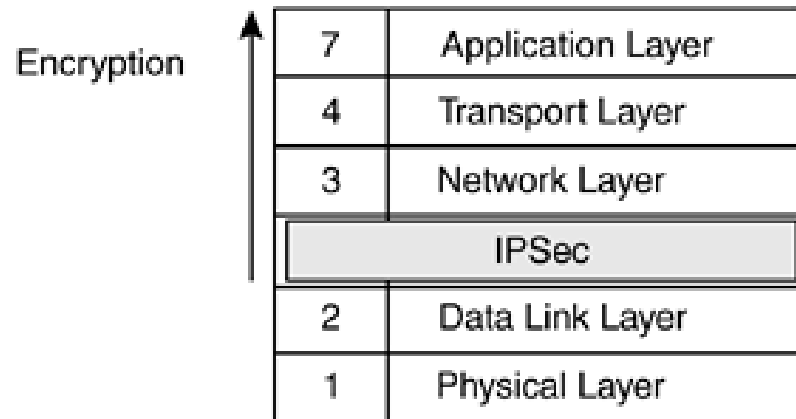 Encryption
7 Application Layer
4 Transport Layer
3 Network Layer
IPSec
2 Data Link Layer
1 Physical Layer